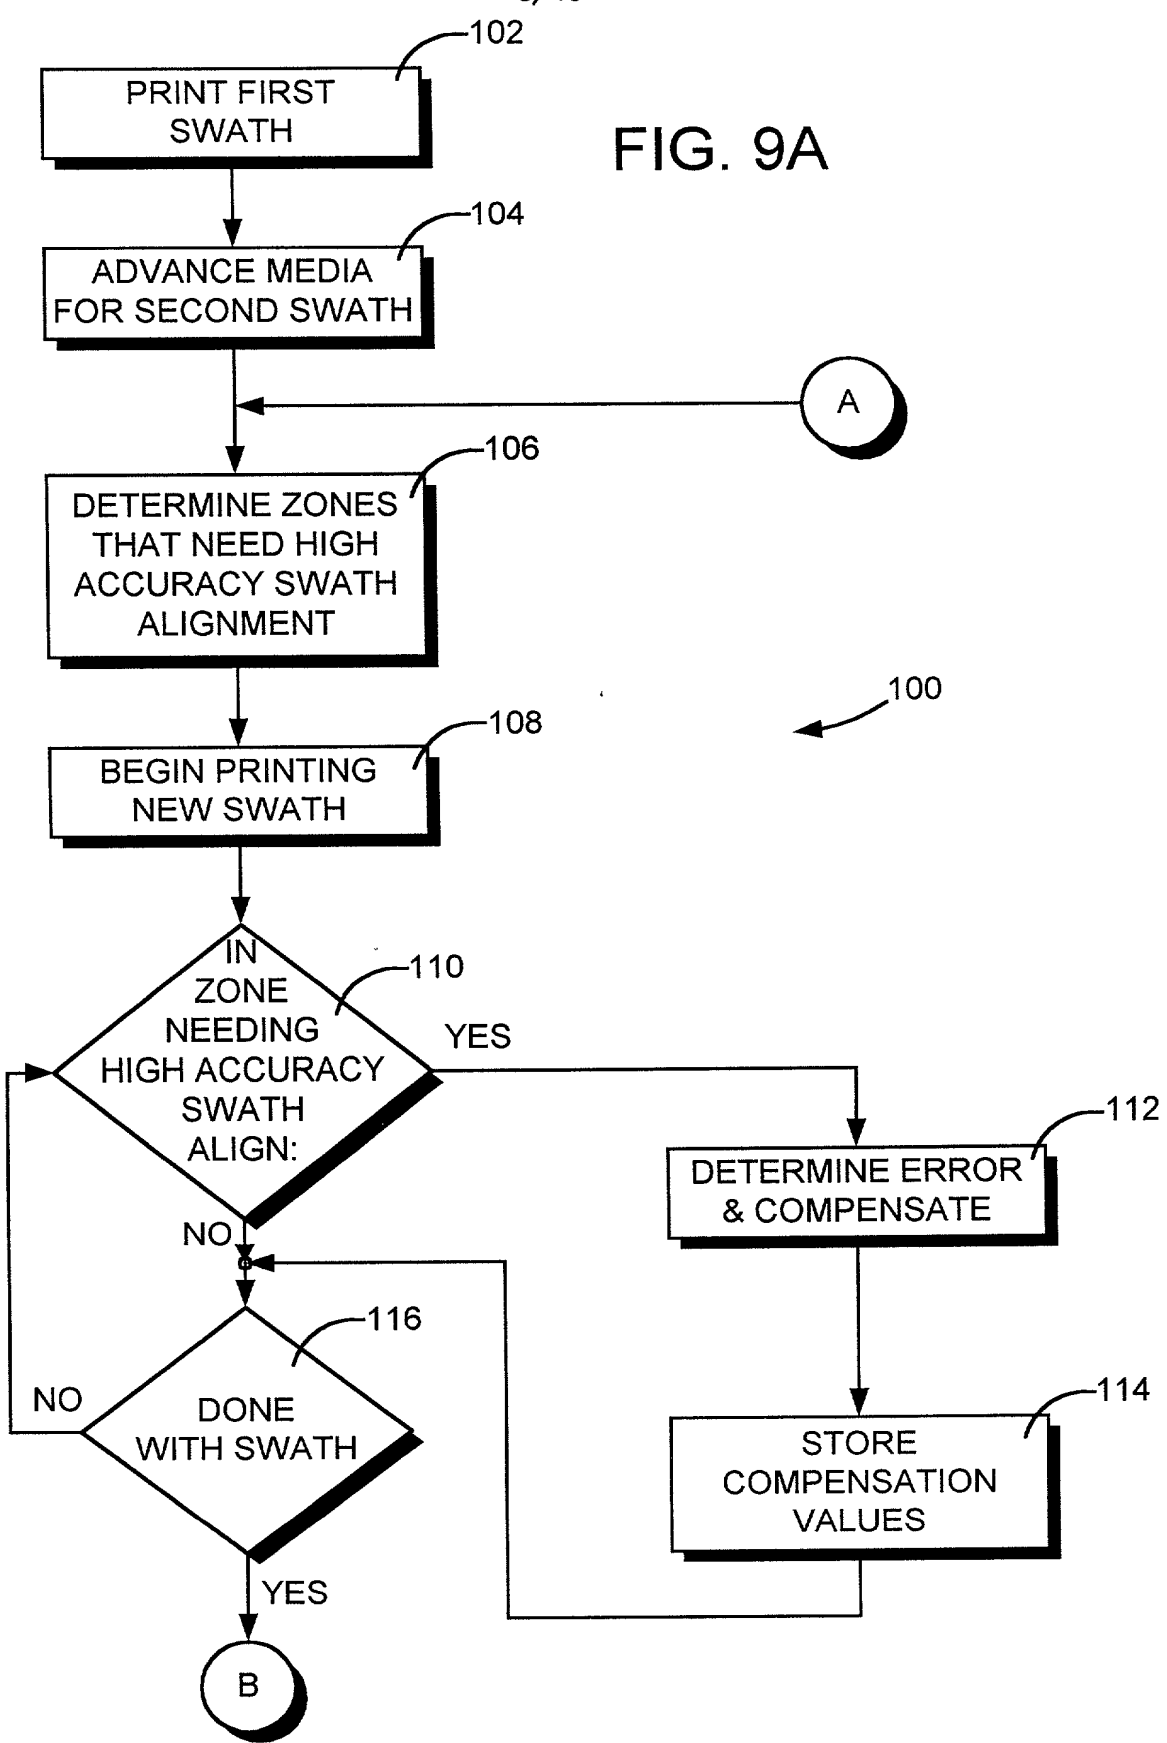 102
PRINT FIRST
SWATH
FIG. 9A
104
ADVANCE MEDIA
FOR SECOND SWATH
A
106
DETERMINE ZONES
THAT NEED HIGH
ACCURACY SWATH
ALIGNMENT
100
108
BEGIN PRINTING
NEW SWATH
IN
ZONE
NEEDING
HIGH ACCURACY
SWATH
ALIGN:
110
YES
112
DETERMINE ERROR
& COMPENSATE
NO
116
DONE
WITH SWATH
NO
114
STORE
COMPENSATION
VALUES
YES
B